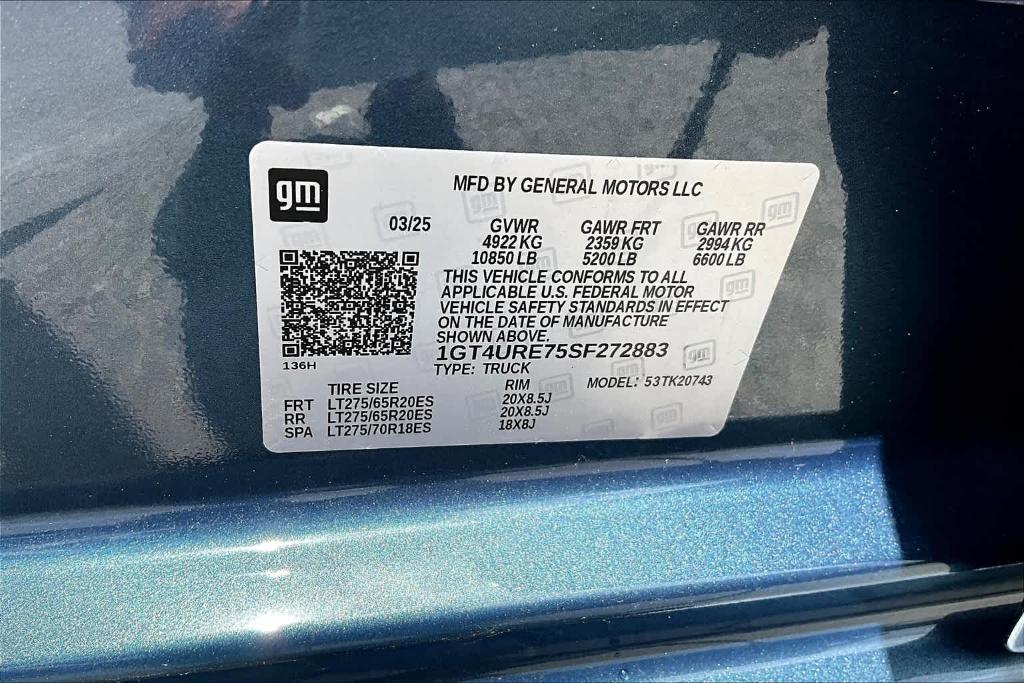 gm
MFD BY GENERAL MOTORS LLC
03/25 GVWR GAWR FRT GAWR RR
4922 KG 2359 KG 2994 KG
10850 LB 5200 LB 6600 LB
THIS VEHICLE CONFORMS TO ALL
APPLICABLE U.S. FEDERAL MOTOR
VEHICLE SAFETY STANDARDS IN EFFECT
ON THE DATE OF MANUFACTURE
SHOWN ABOVE.
1GT4URE75SF272883
136H
TYPE: TRUCK
TIRE SIZE RIM MODEL: 53TK20743
FRT LT275/65R20ES 20X8.5J
RR LT275/65R20ES 20X8.5J
SPA LT275/70R18ES 18X8J